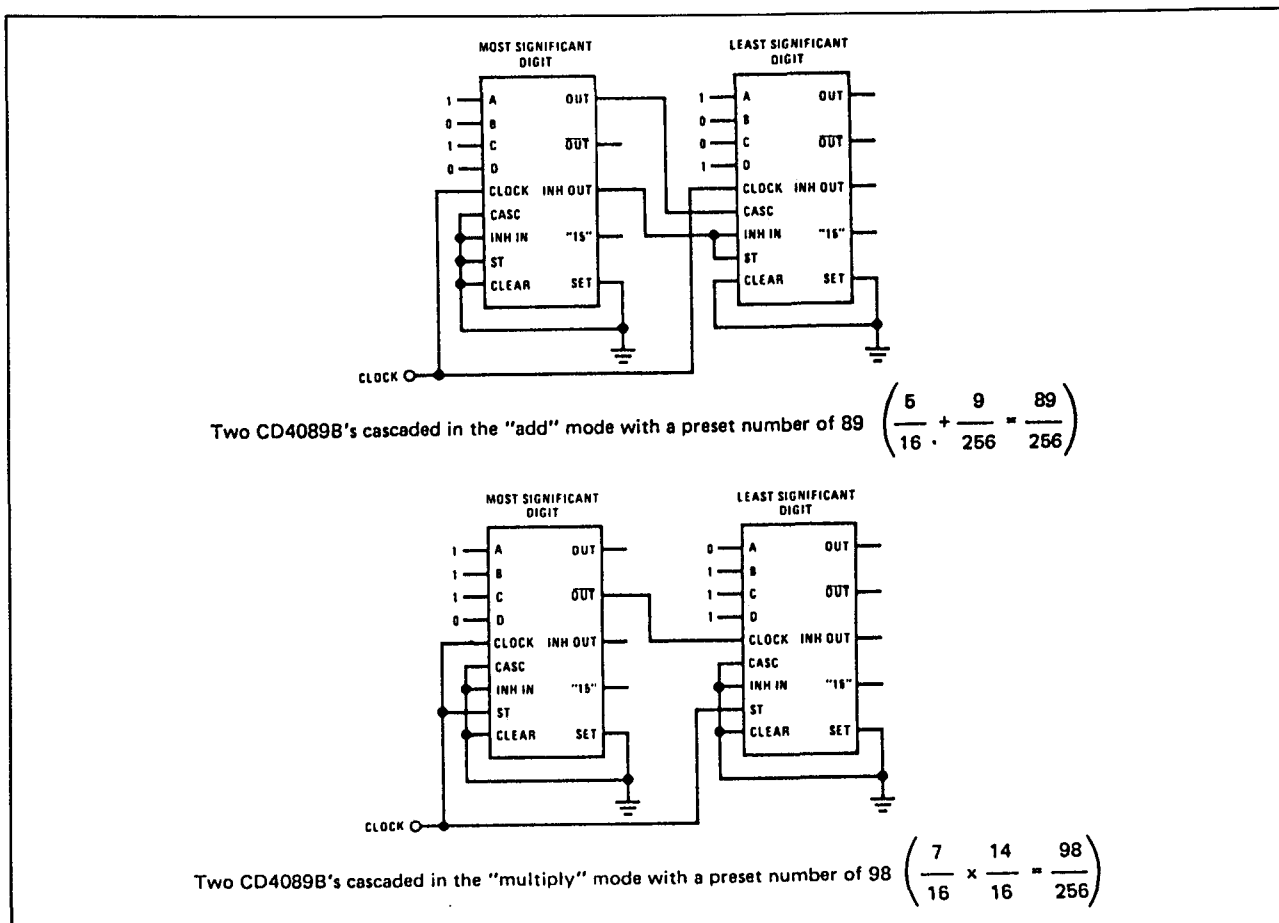 MOST SIGNIFICANT DIGIT
LEAST SIGNIFICANT DIGIT
1 A OUT
0 B
1 C OUT
0 D
CLOCK INH OUT
CASC
INH IN "15"
ST
CLEAR SET
1 A OUT
0 B
0 C OUT
1 D
CLOCK INH OUT
CASC
INH IN "15"
ST
CLEAR SET
CLOCK
Two CD4089B's cascaded in the "add" mode with a preset number of 89 (5/16 + 9/256 = 89/256)
MOST SIGNIFICANT DIGIT
LEAST SIGNIFICANT DIGIT
1 A OUT
1 B
1 C OUT
0 D
CLOCK INH OUT
CASC
INH IN "15"
ST
CLEAR SET
0 A OUT
1 B
1 C OUT
1 D
CLOCK INH OUT
CASC
INH IN "15"
ST
CLEAR SET
CLOCK
Two CD4089B's cascaded in the "multiply" mode with a preset number of 98 (7/16 x 14/16 = 98/256)